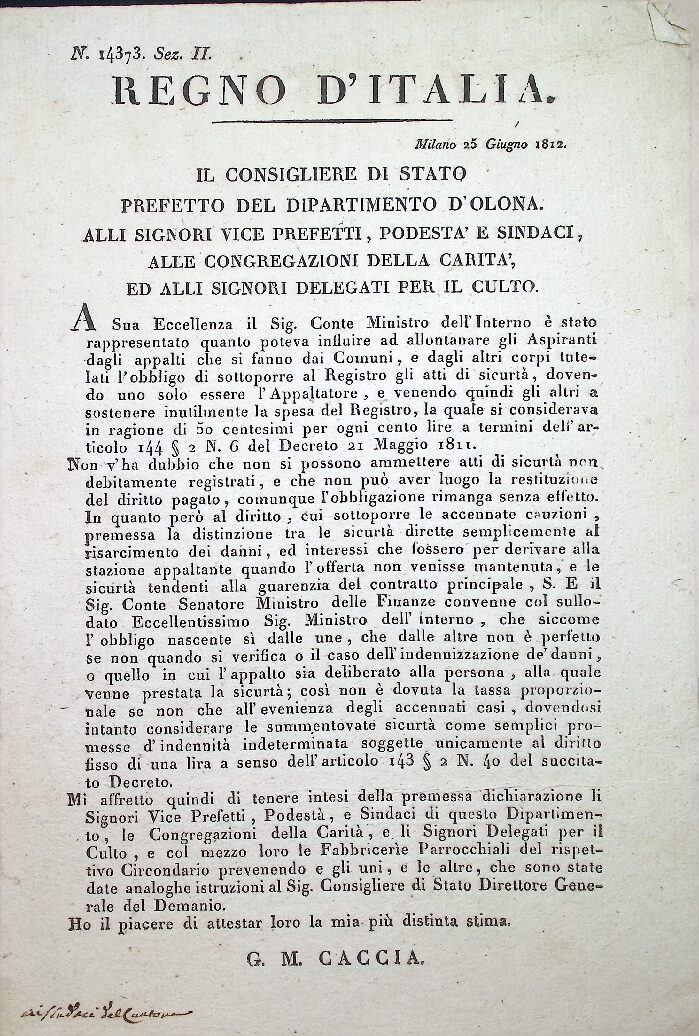 N. 14373. Sez. II.
REGNO D'ITALIA.
Milano 25 Giugno 1812.
IL CONSIGLIERE DI STATO
PREFETTO DEL DIPARTIMENTO D'OLONA.
ALLI SIGNORI VICE PREFETTI, PODESTA' E SINDACI,
ALLE CONGREGAZIONI DELLA CARITA',
ED ALLI SIGNORI DELEGATI PER IL CULTO.
A Sua Eccellenza il Sig. Conte Ministro dell'Interno è stato
rappresentato quanto poteva influire ad allontanare gli Aspiranti
dagli appalti che si fanno dai Comuni, e dagli altri corpi tute-
lati l'obbligo di sottoporre al Registro gli atti di sicurtà, doven-
do uno solo essere l'Appaltatore, e venendo quindi gli altri a
sostenere inutilmente la spesa del Registro, la quale si considerava
in ragione di 50 centesimi per ogni cento lire a termini dell'ar-
ticolo 144 § 2 N. 6 del Decreto 21 Maggio 1811.
Non v'ha dubbio che non si possono ammettere atti di sicurtà non
debitamente registrati, e che non può aver luogo la restituzione
del diritto pagato, comunque l'obbligazione rimanga senza effetto.
In quanto però al diritto, cui sottoporre le accennate cauzioni,
premessa la distinzione tra le sicurtà dirette semplicemente al
risarcimento dei danni, ed interessi che fossero per derivare alla
stazione appaltante quando l'offerta non venisse mantenuta, e le
sicurtà tendenti alla guarenzia del contratto principale, S. E il
Sig. Conte Senatore Ministro delle Finanze convenne col sullo-
dato Eccellentissimo Sig. Ministro dell'interno, che siccome
l'obbligo nascente sì dalle une, che dalle altre non è perfetto
se non quando si verifica o il caso dell'indennizzazione de'danni,
o quello in cui l'appalto sia deliberato alla persona, alla quale
venne prestata la sicurtà; così non è dovuta la tassa proporzio-
nale se non che all'evenienza degli accennati casi, dovendosi
intanto considerare le summentovate sicurtà come semplici pro-
messe d'indennità indeterminata soggette unicamente al diritto
fisso di una lira a senso dell'articolo 143 § 2 N. 40 del succita-
to Decreto.
Mi affretto quindi di tenere intesi della premessa dichiarazione li
Signori Vice Prefetti, Podestà, e Sindaci di questo Dipartimen-
to, le Congregazioni della Carità, e li Signori Delegati per il
Culto, e col mezzo loro le Fabbricerìe Parrocchiali del rispet-
tivo Circondario prevenendo e gli uni, e le altre, che sono state
date analoghe istruzioni al Sig. Consigliere di Stato Direttore Gene-
rale del Demanio.
Ho il piacere di attestar loro la mia più distinta stima.
G. M. CACCIA.
ai Sindaci del Cantone